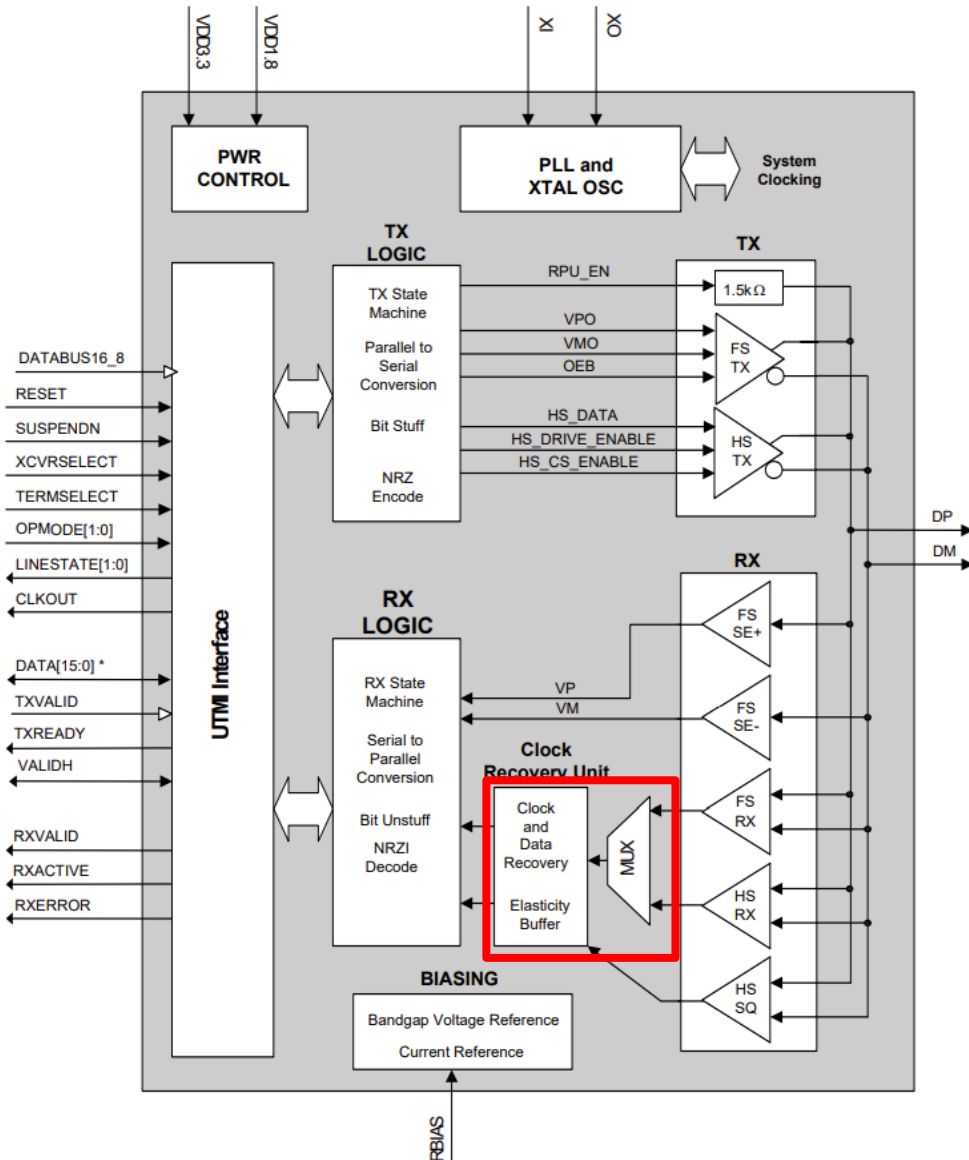 VDD3.3
VDD1.8
XI
XO
PWR
CONTROL
PLL and
XTAL OSC
System
Clocking
TX
LOGIC
TX State
Machine
Parallel to
Serial
Conversion
Bit Stuff
NRZ
Encode
RPU_EN
VPO
VMO
OEB
HS_DATA
HS_DRIVE_ENABLE
HS_CS_ENABLE
TX
1.5kΩ
FS
TX
HS
TX
DP
DM
DATABUS16_8
RESET
SUSPENDN
XCVRSELECT
TERMSELECT
OPMODE[1:0]
LINESTATE[1:0]
CLKOUT
DATA[15:0] *
TXVALID
TXREADY
VALIDH
RXVALID
RXACTIVE
RXERROR
UTMI Interface
RX
LOGIC
RX State
Machine
Serial to
Parallel
Conversion
Bit Unstuff
NRZI
Decode
VP
VM
Clock
Recovery Unit
Clock
and
Data
Recovery
Elasticity
Buffer
MUX
RX
FS
SE+
FS
SE-
FS
RX
HS
RX
HS
SQ
BIASING
Bandgap Voltage Reference
Current Reference
RBIAS